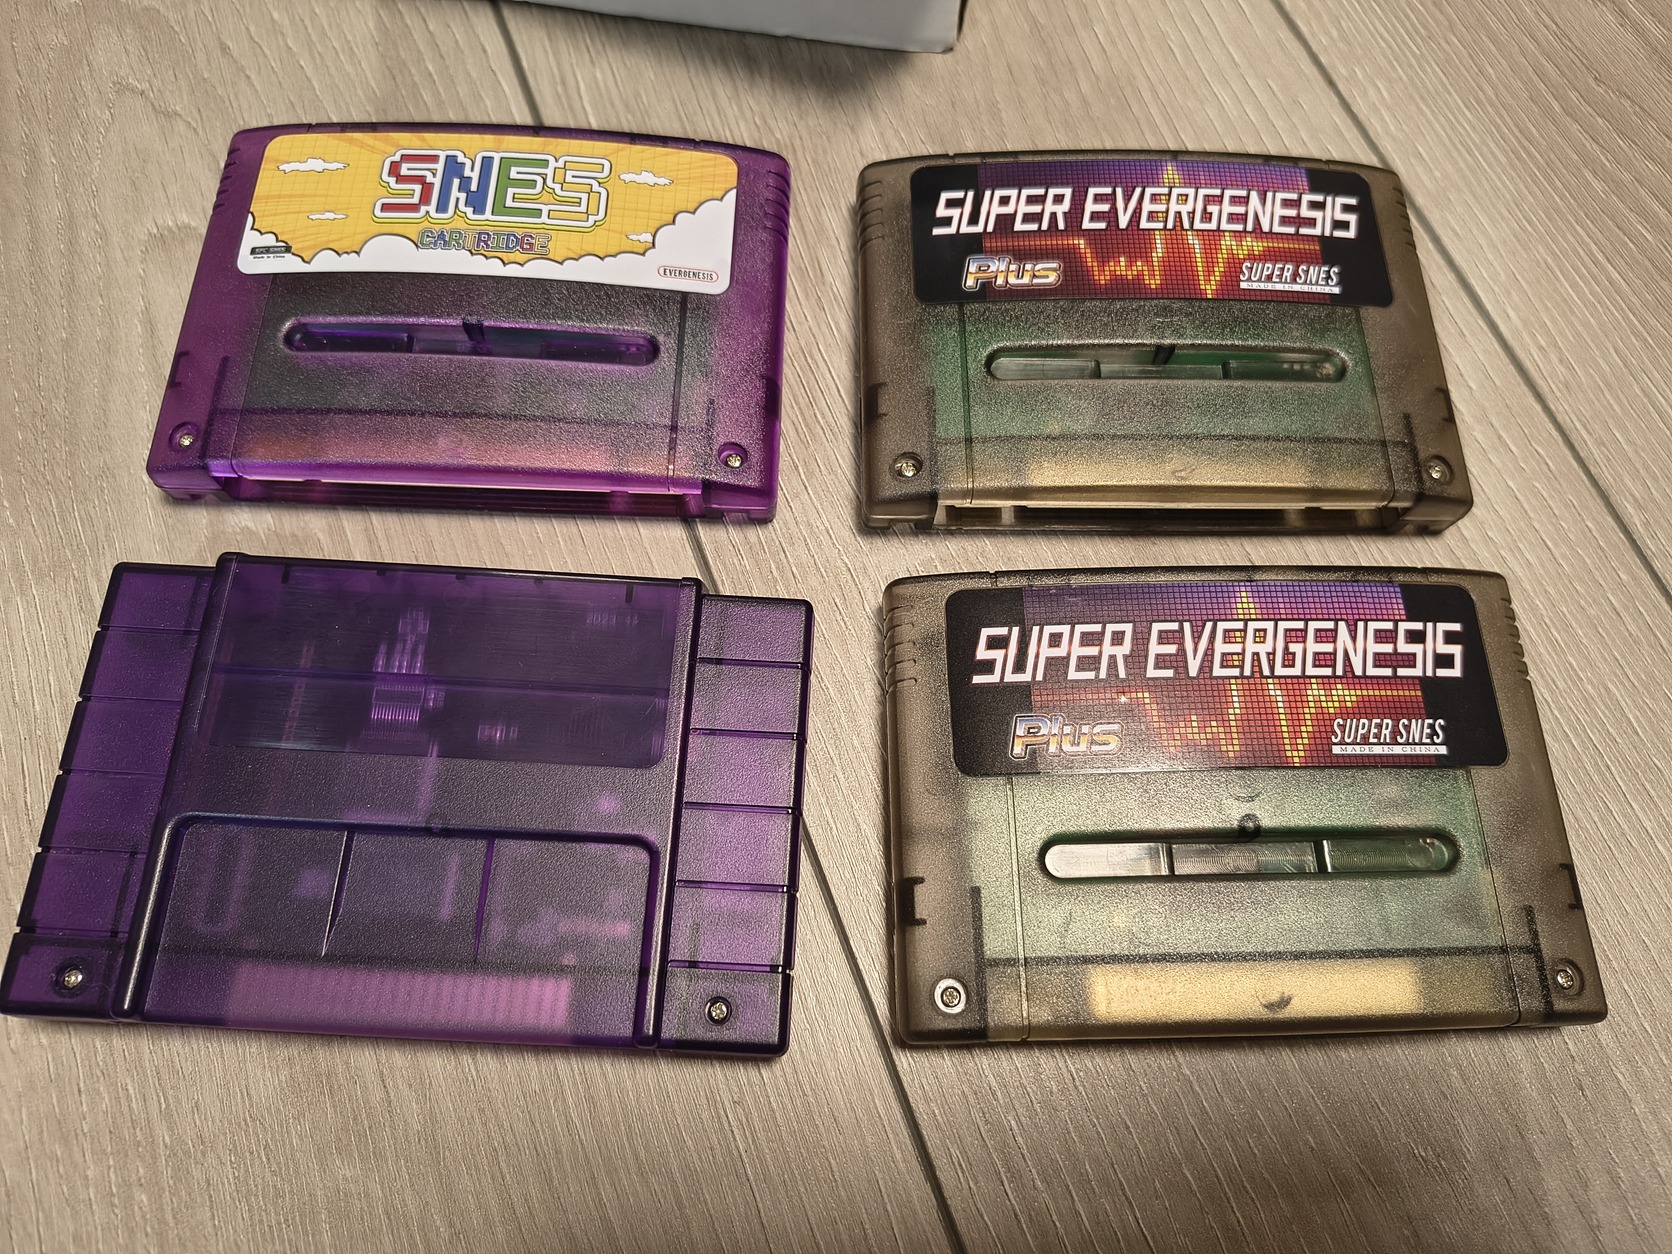 SNES
CARTRIDGE
Made in China
EVERGENESIS
SUPER EVERGENESIS
Plus
SUPER SNES
MADE IN CHINA
SUPER EVERGENESIS
Plus
SUPER SNES
MADE IN CHINA